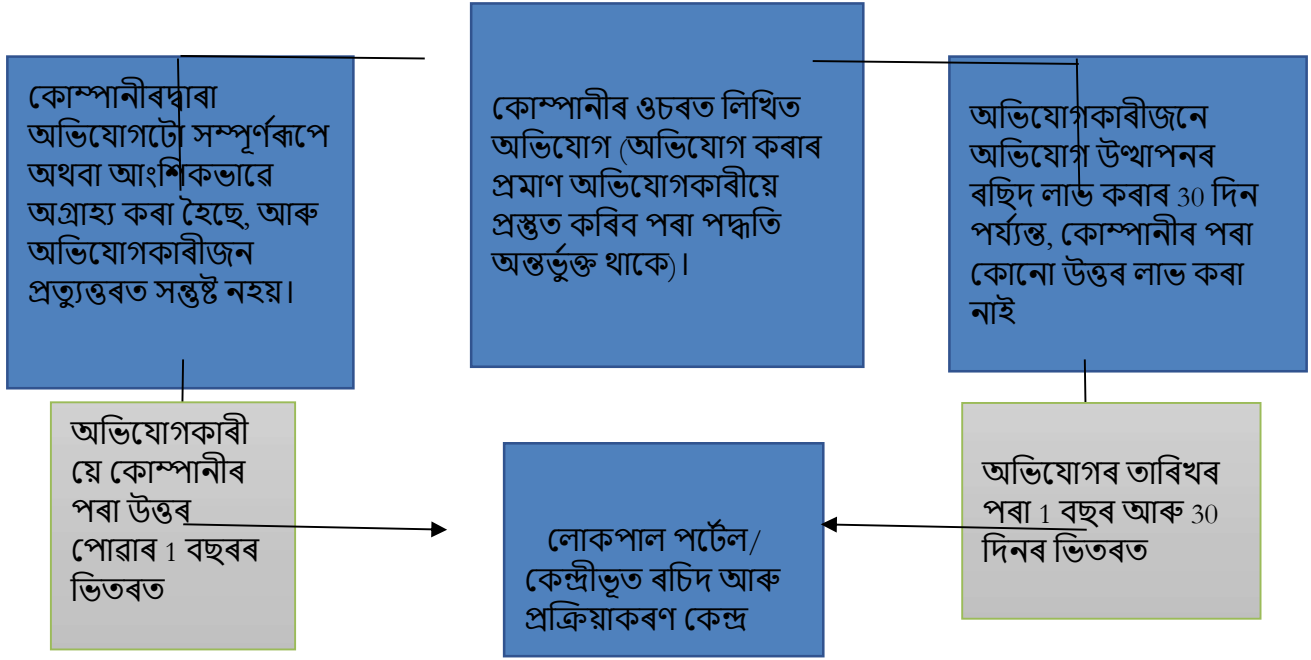 কোম্পানীৰদ্বাৰা
অভিযোগটো সম্পূৰ্ণৰূপে
অথবা আংশিকভাৱে
অগ্ৰাহ্য কৰা হৈছে, আৰু
অভিযোগকাৰীজন
প্ৰত্যুত্তৰত সন্তুষ্ট নহয়।
কোম্পানীৰ ওচৰত লিখিত
অভিযোগ (অভিযোগ কৰাৰ
প্ৰমাণ অভিযোগকাৰীয়ে
প্ৰস্তুত কৰিব পৰা পদ্ধতি
অন্তৰ্ভুক্ত থাকে)।
অভিযোগকাৰীজনে
অভিযোগ উত্থাপনৰ
ৰছিদ লাভ কৰাৰ 30 দিন
পৰ্য্যন্ত, কোম্পানীৰ পৰা
কোনো উত্তৰ লাভ কৰা
নাই
অভিযোগকাৰী
য়ে কোম্পানীৰ
পৰা উত্তৰ
পোৱাৰ 1 বছৰৰ
ভিতৰত
লোকপাল পৰ্টেল/
কেন্দ্ৰীভূত ৰচিদ আৰু
প্ৰক্ৰিয়াকৰণ কেন্দ্ৰ
অভিযোগৰ তাৰিখৰ
পৰা 1 বছৰ আৰু 30
দিনৰ ভিতৰত